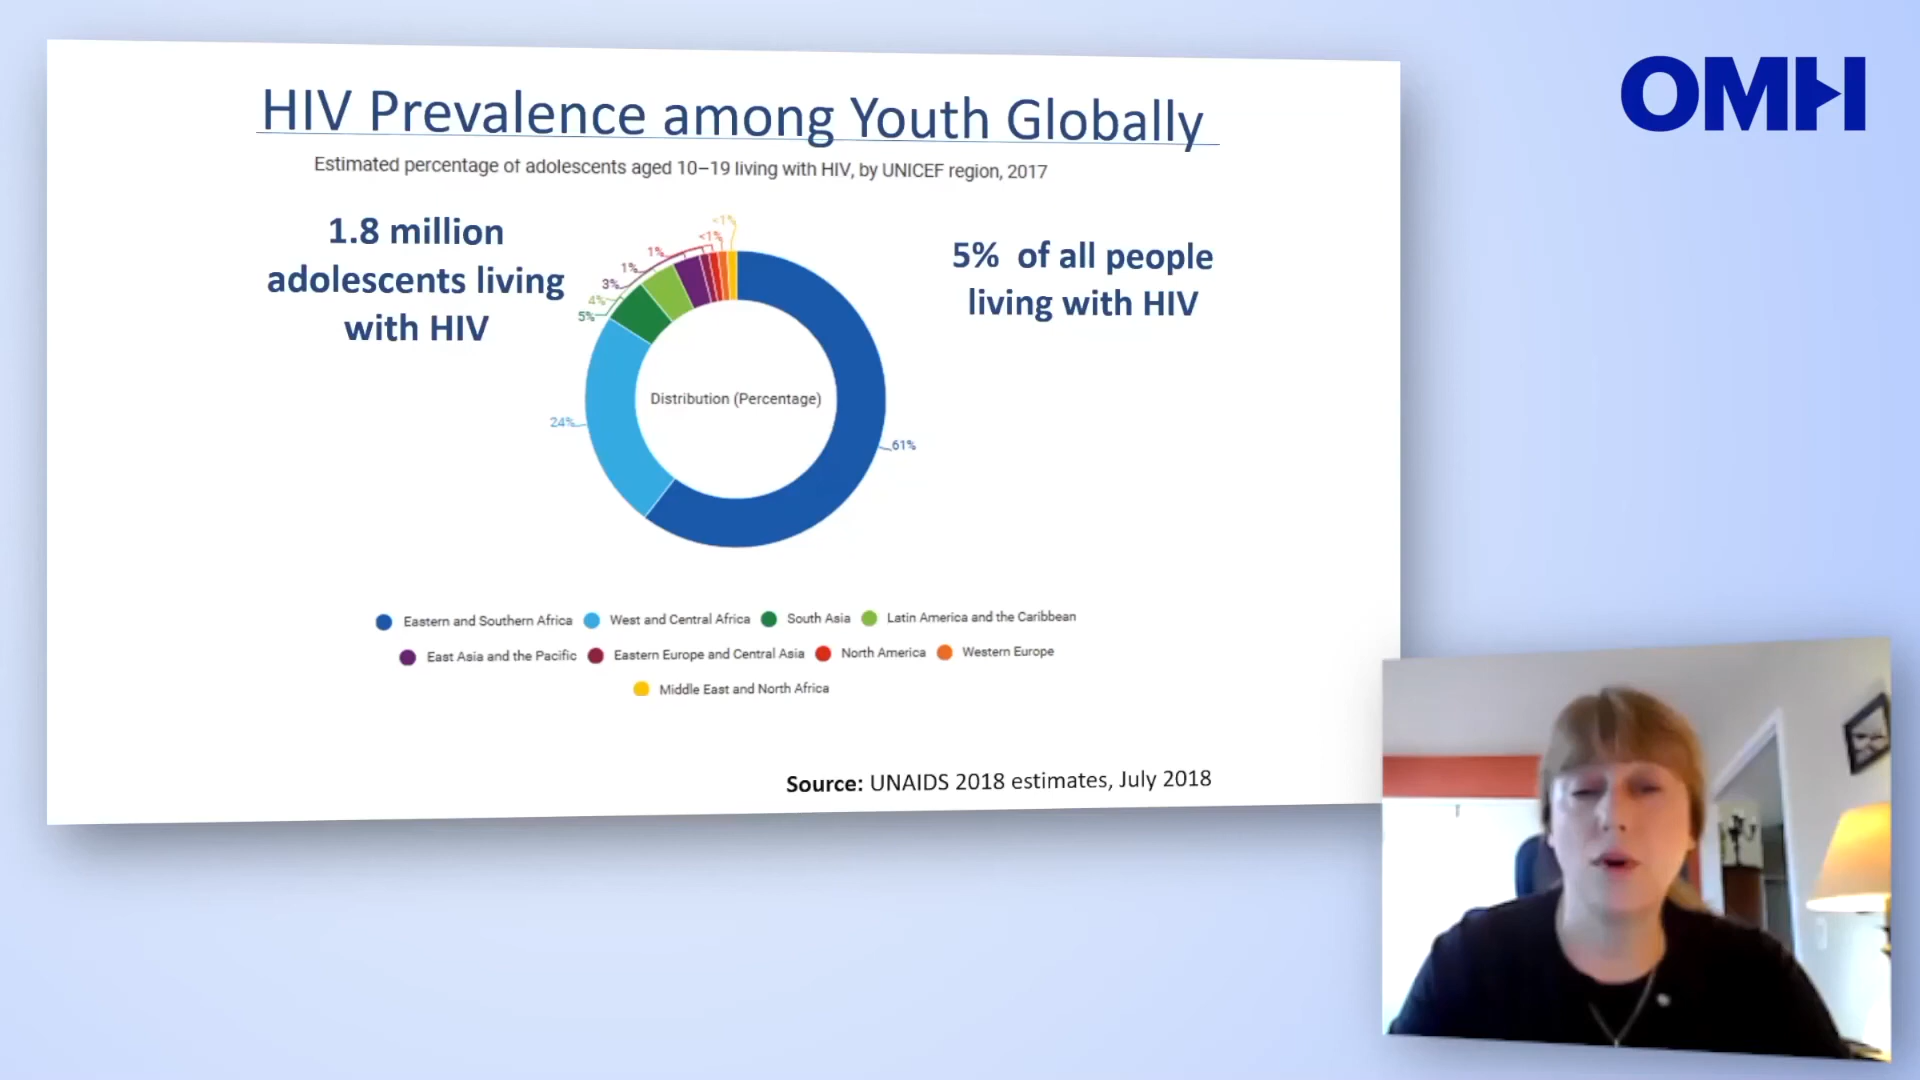 HIV Prevalence among Youth Globally
OMH
Estimated percentage of adolescents aged 10–19 living with HIV, by UNICEF region, 2017
1.8 million
adolescents living
with HIV
5% of all people
living with HIV
<1%
<1%
1%
1%
3%
4%
5%
24%
61%
Distribution (Percentage)
Eastern and Southern Africa West and Central Africa South Asia Latin America and the Caribbean
East Asia and the Pacific Eastern Europe and Central Asia North America Western Europe
Middle East and North Africa
Source: UNAIDS 2018 estimates, July 2018